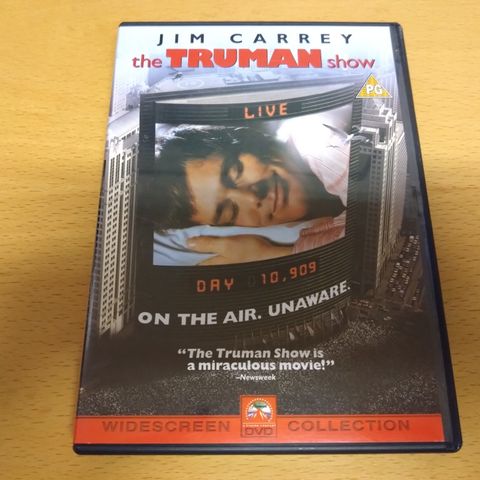 JIM CARREY
the TRUMAN show
PG
LIVE
DAY 10,909
ON THE AIR. UNAWARE.
"The Truman Show is
a miraculous movie!"
–Newsweek
WIDESCREEN DVD COLLECTION